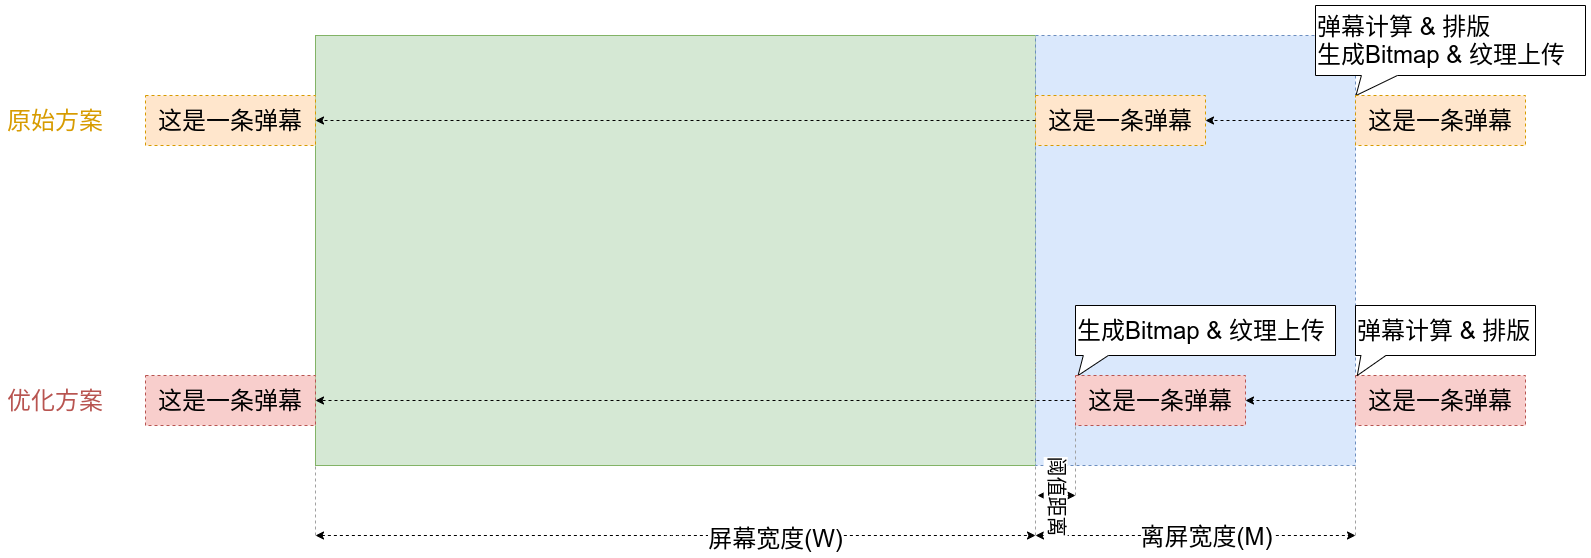 弹幕计算 & 排版
生成Bitmap & 纹理上传
原始方案
这是一条弹幕
这是一条弹幕
这是一条弹幕
生成Bitmap & 纹理上传
弹幕计算 & 排版
优化方案
这是一条弹幕
这是一条弹幕
这是一条弹幕
阈值距离
屏幕宽度(W)
离屏宽度(M)